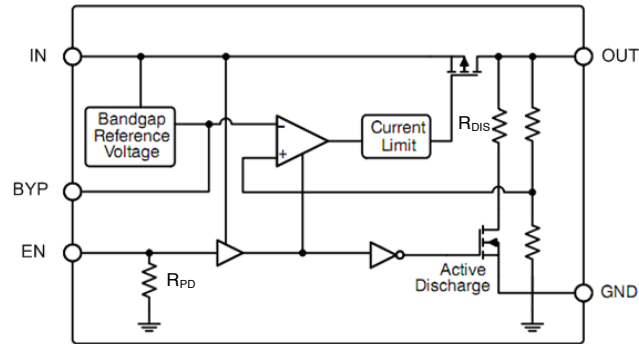 IN
OUT
Bandgap
Reference
Voltage
-
+
Current
Limit
RDIS
BYP
EN
RPD
Active
Discharge
GND